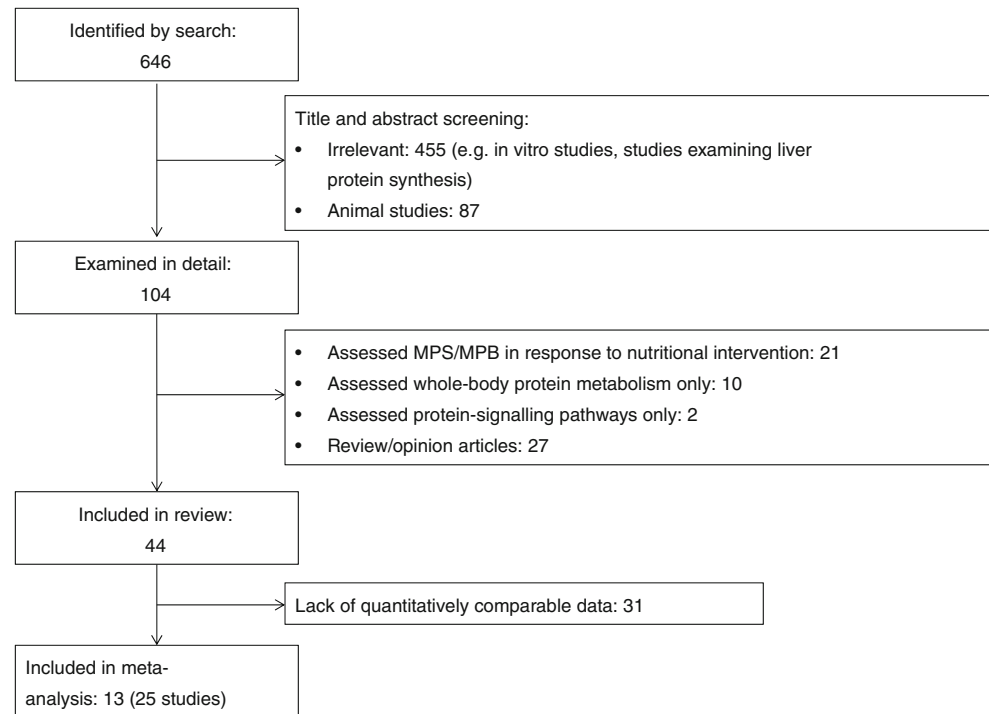 Identified by search:
646
Title and abstract screening:
• Irrelevant: 455 (e.g. in vitro studies, studies examining liver
protein synthesis)
• Animal studies: 87
Examined in detail:
104
• Assessed MPS/MPB in response to nutritional intervention: 21
• Assessed whole-body protein metabolism only: 10
• Assessed protein-signalling pathways only: 2
• Review/opinion articles: 27
Included in review:
44
Lack of quantitatively comparable data: 31
Included in meta-
analysis: 13 (25 studies)